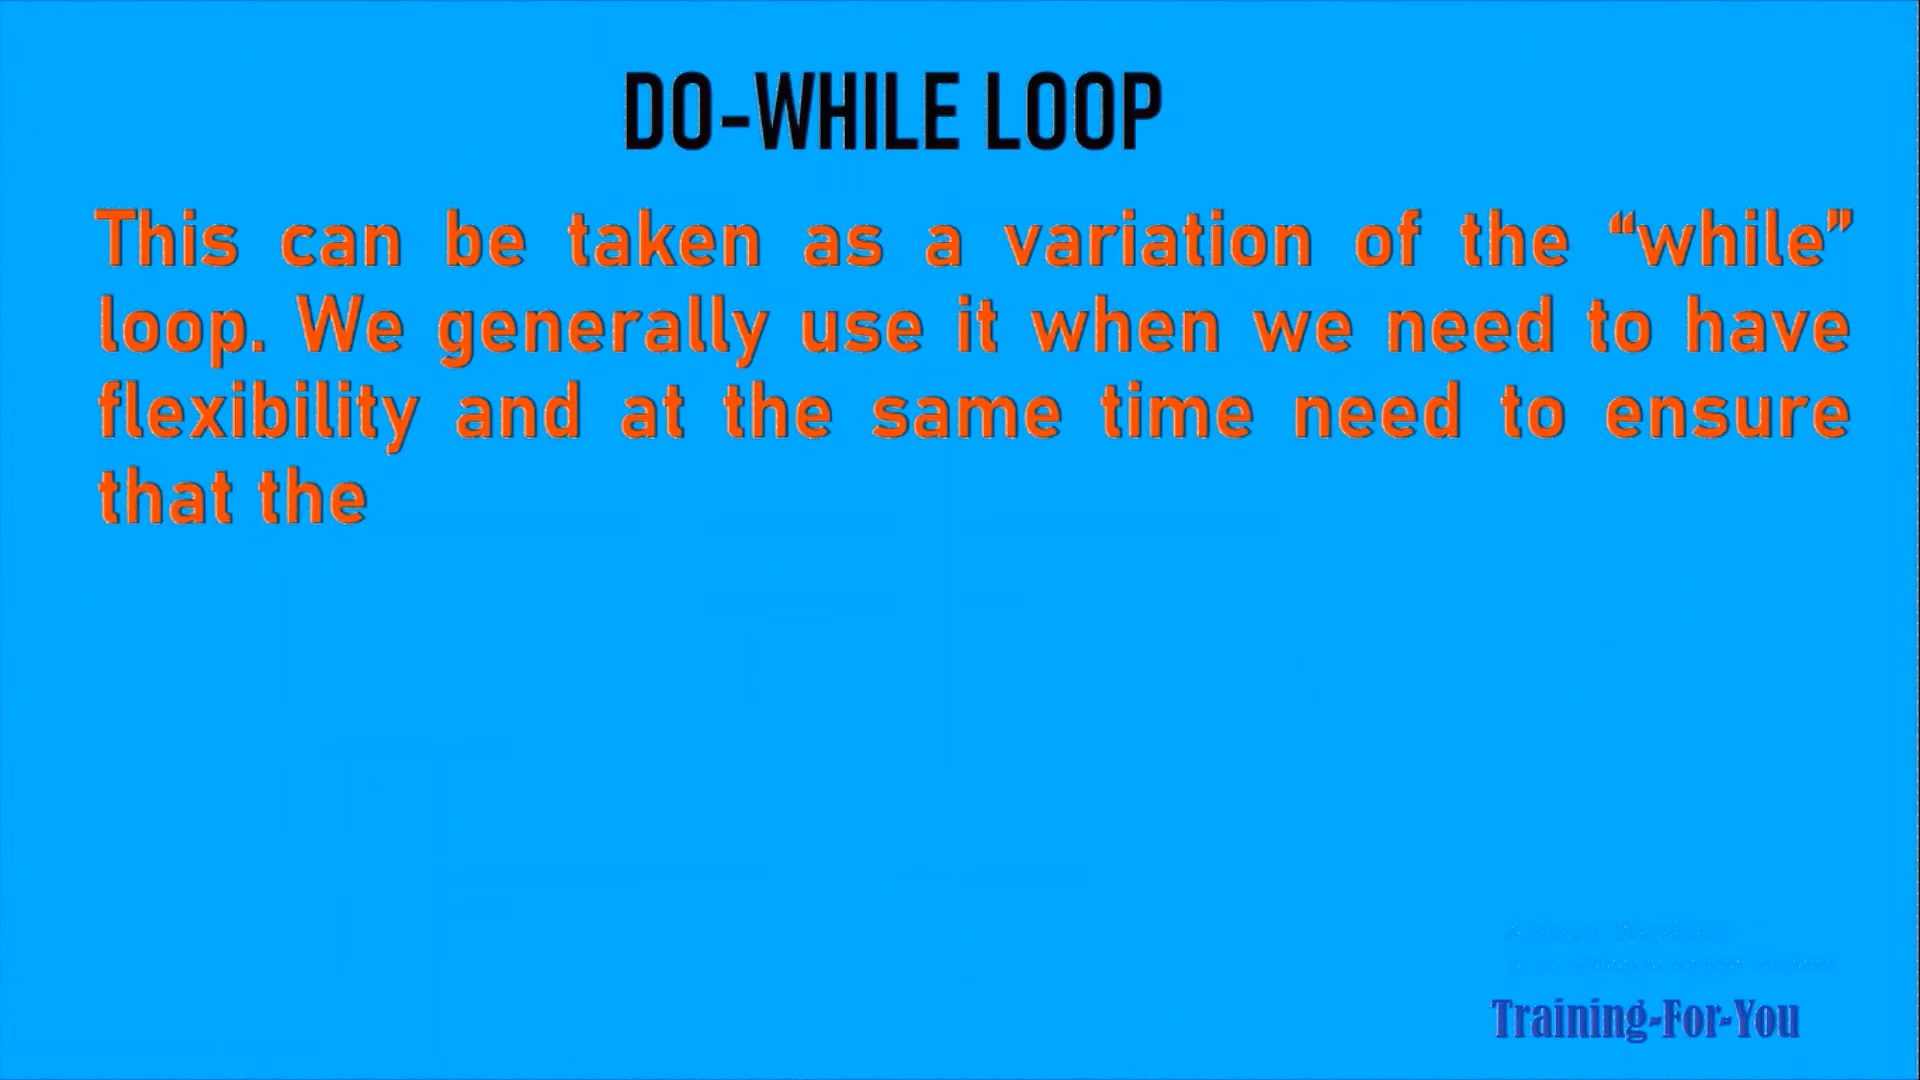 DO-WHILE LOOP
This can be taken as a variation of the “while”
loop. We generally use it when we need to have
flexibility and at the same time need to ensure
that the
Training-For-You